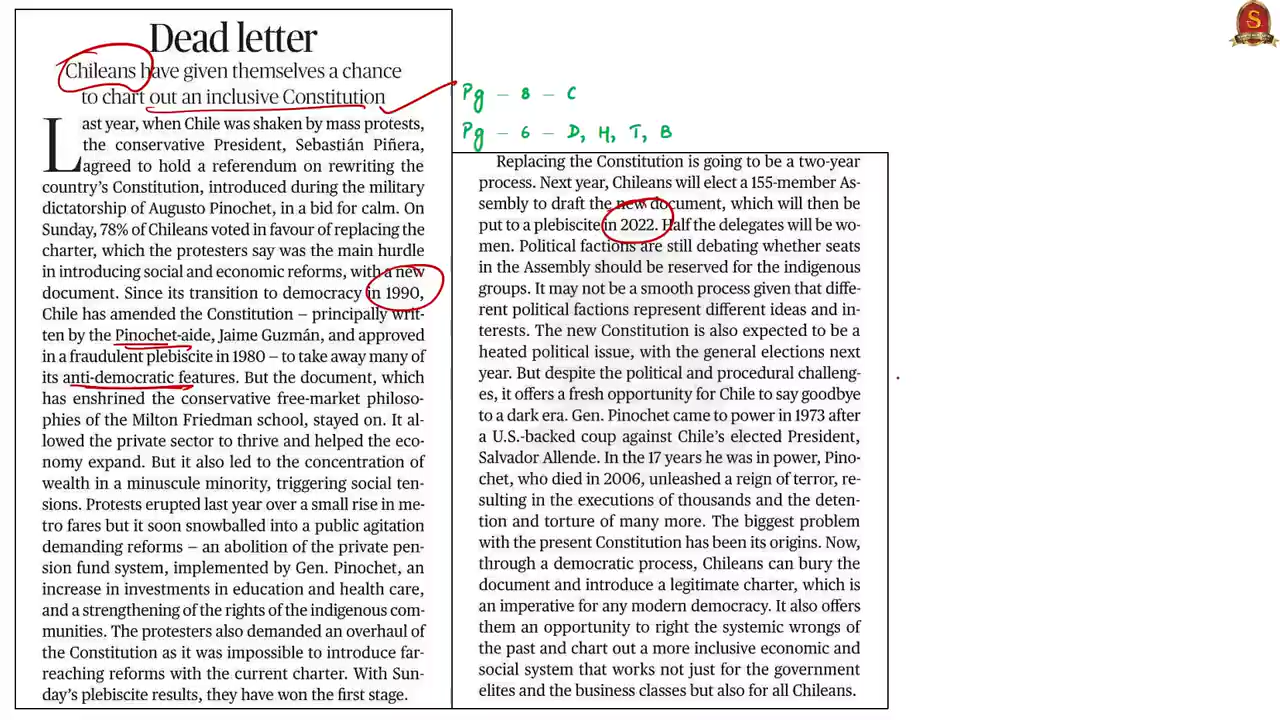 Dead letter
Chileans have given themselves a chance
to chart out an inclusive Constitution
Last year, when Chile was shaken by mass protests,
the conservative President, Sebastián Piñera,
agreed to hold a referendum on rewriting the
country's Constitution, introduced during the military
dictatorship of Augusto Pinochet, in a bid for calm. On
Sunday, 78% of Chileans voted in favour of replacing the
charter, which the protesters say was the main hurdle
in introducing social and economic reforms, with a new
document. Since its transition to democracy in 1990,
Chile has amended the Constitution – principally writ-
ten by the Pinochet-aide, Jaime Guzmán, and approved
in a fraudulent plebiscite in 1980 – to take away many of
its anti-democratic features. But the document, which
has enshrined the conservative free-market philoso-
phies of the Milton Friedman school, stayed on. It al-
lowed the private sector to thrive and helped the eco-
nomy expand. But it also led to the concentration of
wealth in a minuscule minority, triggering social ten-
sions. Protests erupted last year over a small rise in me-
tro fares but it soon snowballed into a public agitation
demanding reforms – an abolition of the private pen-
sion fund system, implemented by Gen. Pinochet, an
increase in investments in education and health care,
and a strengthening of the rights of the indigenous com-
munities. The protesters also demanded an overhaul of
the Constitution as it was impossible to introduce far-
reaching reforms with the current charter. With Sun-
day's plebiscite results, they have won the first stage.
Pg - 8 - C
Pg - 6 - D, H, T, B
Replacing the Constitution is going to be a two-year
process. Next year, Chileans will elect a 155-member As-
sembly to draft the new document, which will then be
put to a plebiscite in 2022. Half the delegates will be wo-
men. Political factions are still debating whether seats
in the Assembly should be reserved for the indigenous
groups. It may not be a smooth process given that diffe-
rent political factions represent different ideas and in-
terests. The new Constitution is also expected to be a
heated political issue, with the general elections next
year. But despite the political and procedural challeng-
es, it offers a fresh opportunity for Chile to say goodbye
to a dark era. Gen. Pinochet came to power in 1973 after
a U.S.-backed coup against Chile's elected President,
Salvador Allende. In the 17 years he was in power, Pino-
chet, who died in 2006, unleashed a reign of terror, re-
sulting in the executions of thousands and the deten-
tion and torture of many more. The biggest problem
with the present Constitution has been its origins. Now,
through a democratic process, Chileans can bury the
document and introduce a legitimate charter, which is
an imperative for any modern democracy. It also offers
them an opportunity to right the systemic wrongs of
the past and chart out a more inclusive economic and
social system that works not just for the government
elites and the business classes but also for all Chileans.
S